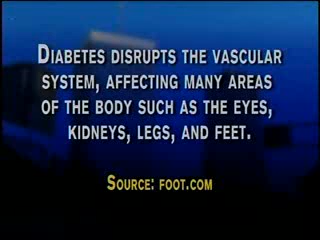 Diabetes disrupts the vascular
system, affecting many areas
of the body such as the eyes,
kidneys, legs, and feet.
Source: foot.com